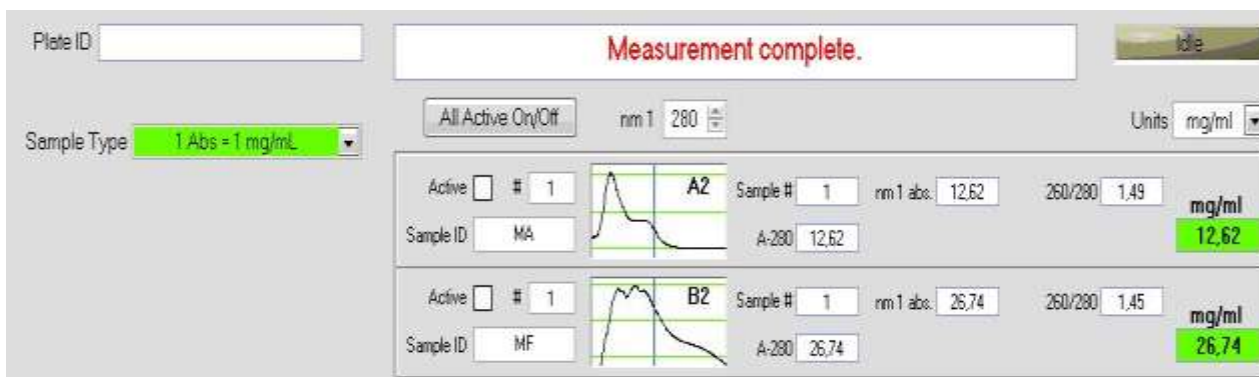 Plate ID
Measurement complete.
Idle
All Active On/Off nm 1 280 Units mg/ml
Sample Type 1 Abs = 1 mg/mL
Active # 1 A2 Sample # 1 nm 1 abs. 12,62 260/280 1,49 mg/ml
Sample ID MA A-280 12,62 12,62
Active # 1 B2 Sample # 1 nm 1 abs. 26,74 260/280 1,45 mg/ml
Sample ID MF A-280 26,74 26,74